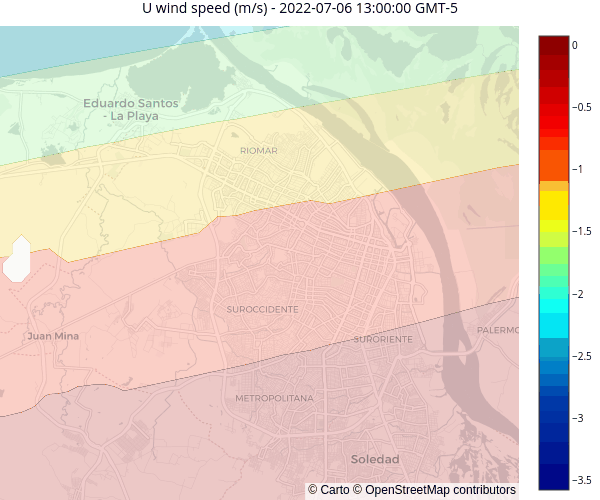 U wind speed (m/s) - 2022-07-06 13:00:00 GMT-5
0
−0.5
−1
−1.5
−2
−2.5
−3
−3.5
Eduardo Santos
- La Playa
RIOMAR
SUROCCIDENTE
Juan Mina
SURORIENTE
PALERMO
METROPOLITANA
Soledad
© Carto © OpenStreetMap contributors